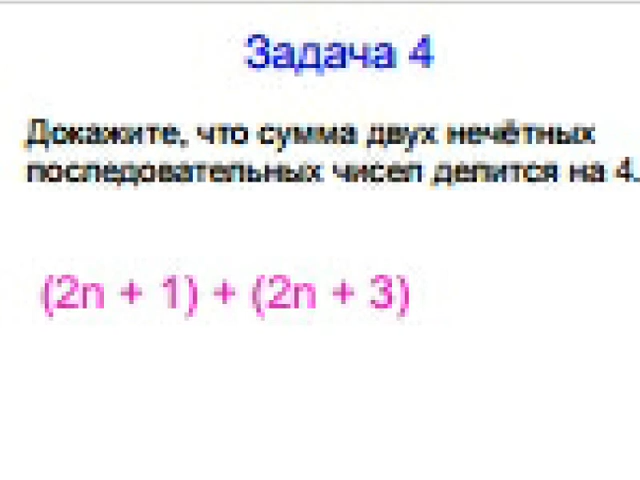 Задача 4
Докажите, что сумма двух нечётных
последовательных чисел делится на 4.
(2n + 1) + (2n + 3)